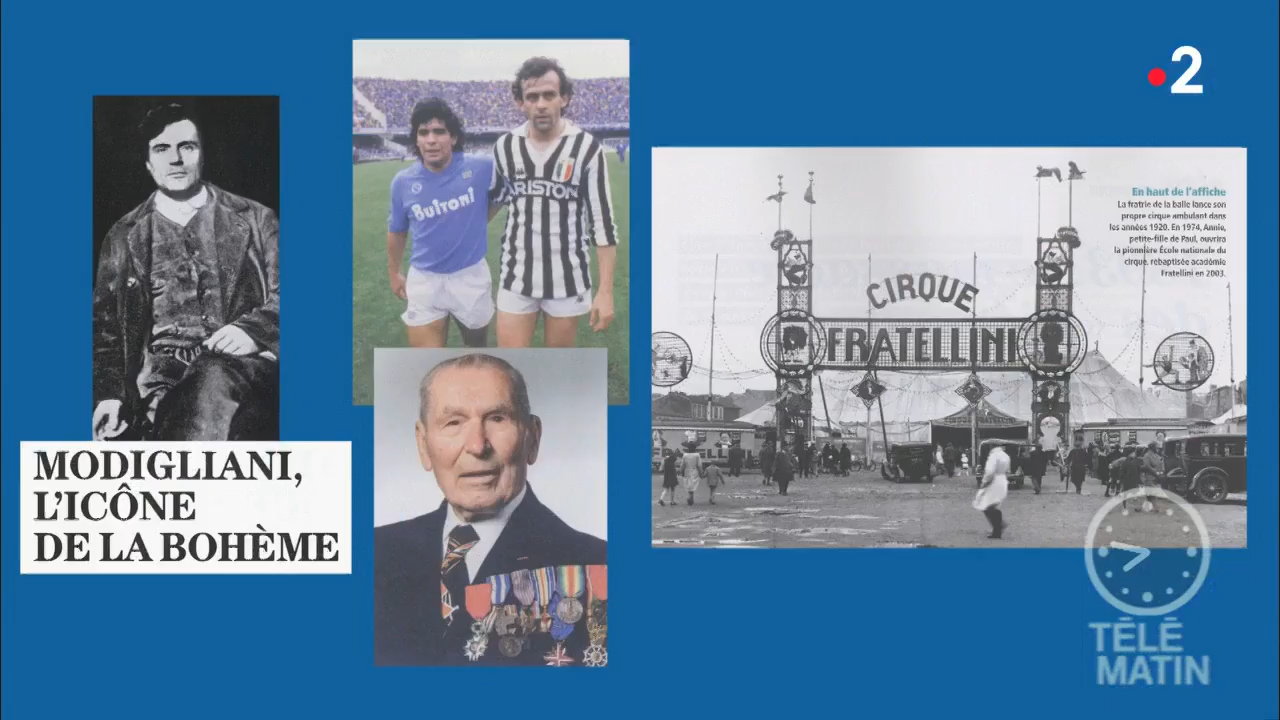 2
MODIGLIANI,
L'ICÔNE
DE LA BOHÈME
Buitoni
ARISTON
En haut de l'affiche
La fratrie de la balle lance son
propre cirque ambulant dans
les années 1920. En 1974, Annie,
petite-fille de Paul, ouvrira
la pionnière École nationale du
cirque, rebaptisée académie
Fratellini en 2003.
CIRQUE
FRATELLINI
TÉLÉ
MATIN